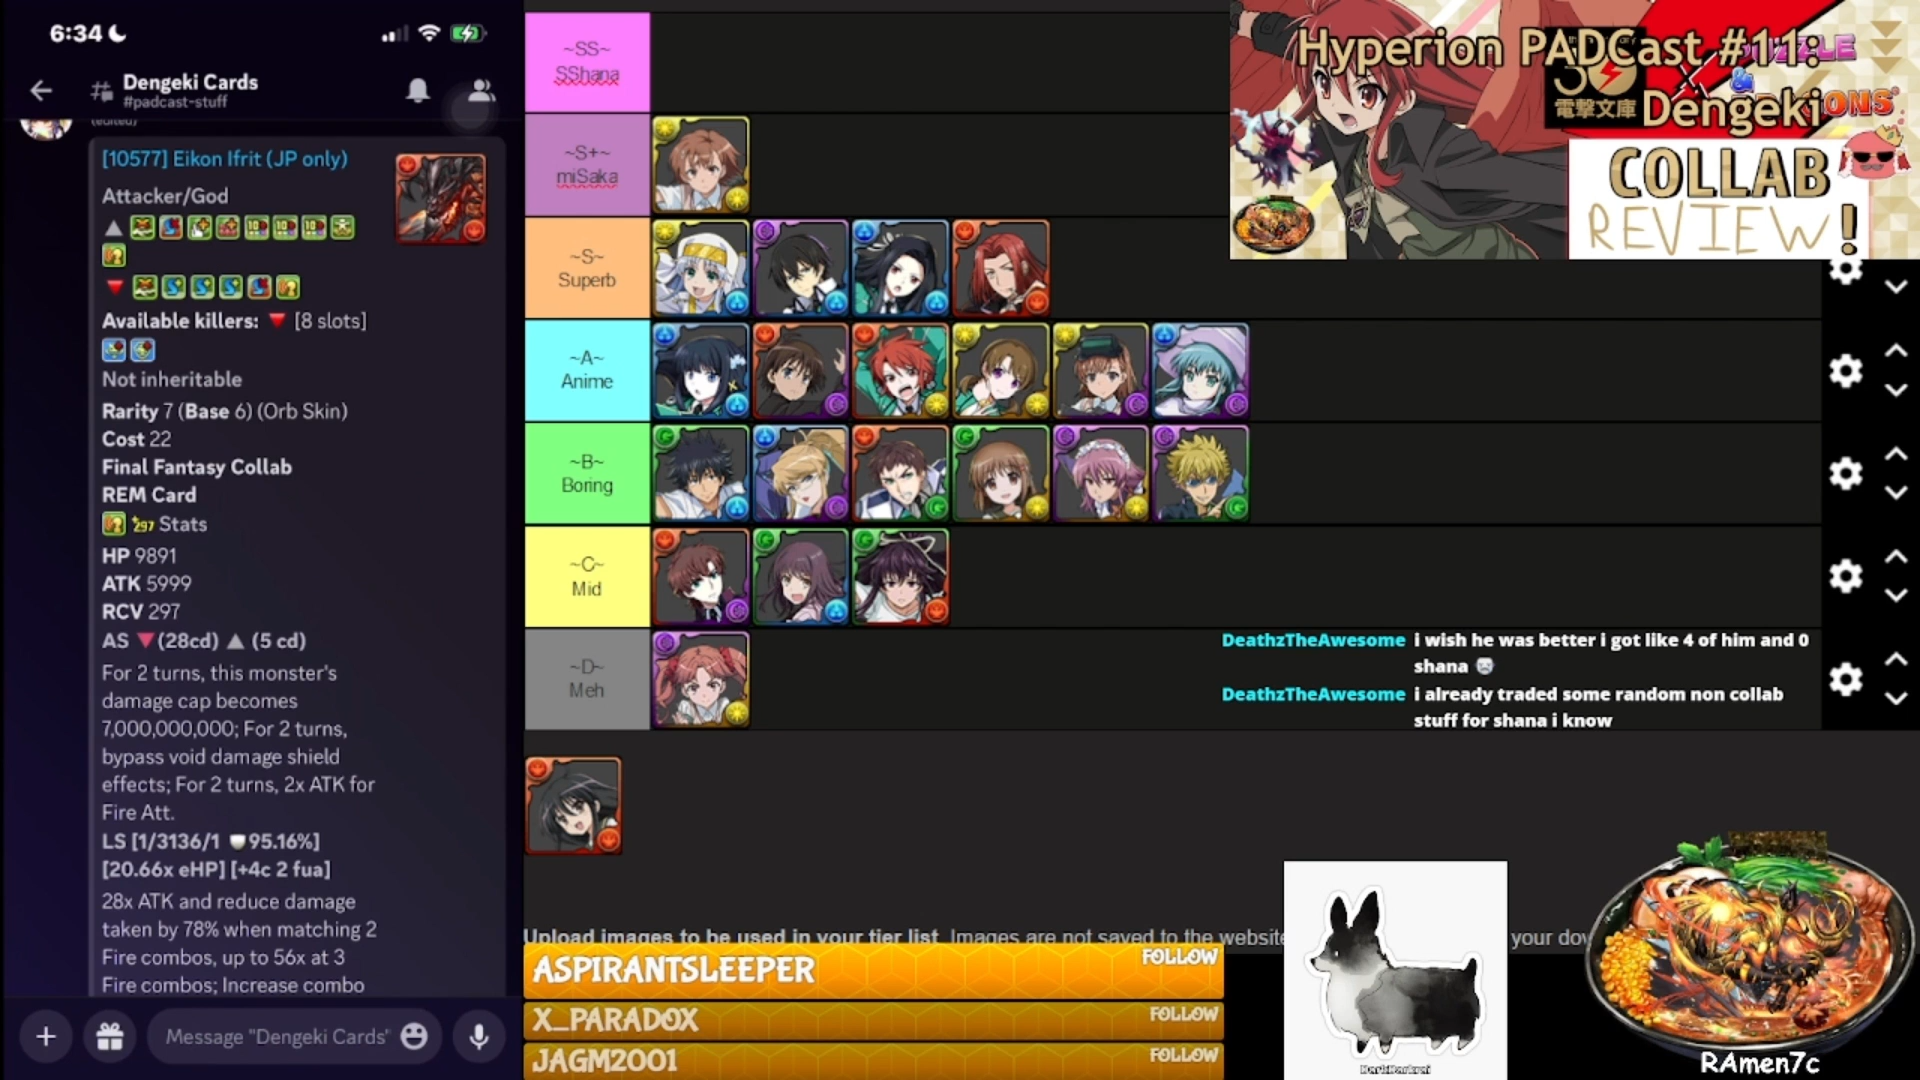 6:34
Dengeki Cards
#padcast-stuff
(edited)
[10577] Eikon Ifrit (JP only)
Attacker/God
Available killers: [8 slots]
Not inheritable
Rarity 7 (Base 6) (Orb Skin)
Cost 22
Final Fantasy Collab
REM Card
+297 Stats
HP 9891
ATK 5999
RCV 297
AS (28cd) (5 cd)
For 2 turns, this monster's
damage cap becomes
7,000,000,000; For 2 turns,
bypass void damage shield
effects; For 2 turns, 2x ATK for
Fire Att.
LS [1/3136/1 95.16%]
[20.66x eHP] [+4c 2 fua]
28x ATK and reduce damage
taken by 78% when matching 2
Fire combos, up to 56x at 3
Fire combos; Increase combo
Message "Dengeki Cards"
~SS~
SShana
~S+~
miSaka
~S~
Superb
~A~
Anime
~B~
Boring
~C~
Mid
~D~
Meh
Hyperion PADCast #11:
Dengeki
電撃文庫
COLLAB
REVIEW!
DeathzTheAwesome i wish he was better i got like 4 of him and 0
shana
DeathzTheAwesome i already traded some random non collab
stuff for shana i know
Upload images to be used in your tier list. Images are not saved to the website
your
ASPIRANTSLEEPER FOLLOW
X_PARADOX FOLLOW
JAGM2001 FOLLOW
RAmen7c